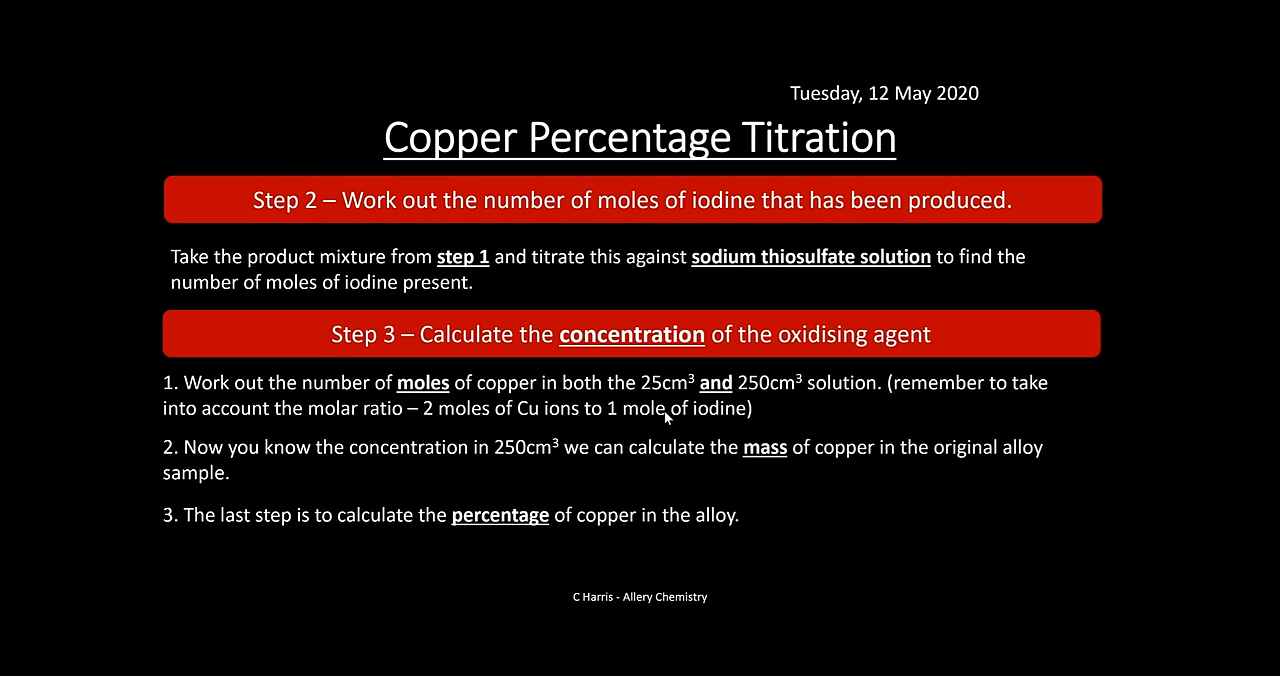 Tuesday, 12 May 2020
Copper Percentage Titration
Step 2 – Work out the number of moles of iodine that has been produced.
Take the product mixture from step 1 and titrate this against sodium thiosulfate solution to find the
number of moles of iodine present.
Step 3 – Calculate the concentration of the oxidising agent
1. Work out the number of moles of copper in both the 25cm³ and 250cm³ solution. (remember to take
into account the molar ratio – 2 moles of Cu ions to 1 mole of iodine)
2. Now you know the concentration in 250cm³ we can calculate the mass of copper in the original alloy
sample.
3. The last step is to calculate the percentage of copper in the alloy.
C Harris - Allery Chemistry